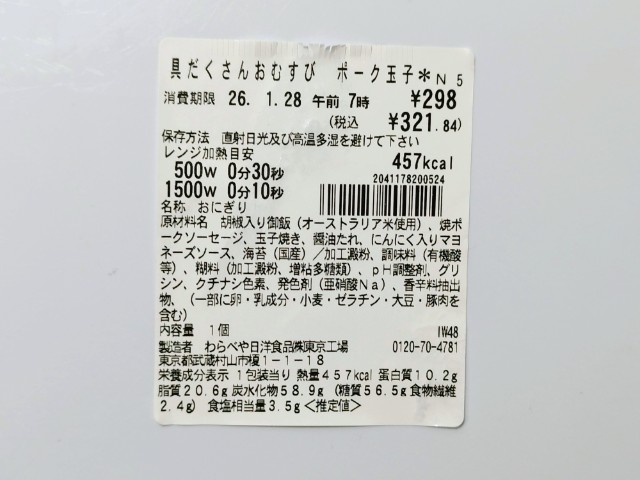 具だくさんおむすび　ポーク玉子＊Ｎ５
消費期限 26. 1.28 午前 7時 ¥298
(税込 ¥321.84)
保存方法　直射日光及び高温多湿を避けて下さい
レンジ加熱目安 457kcal
500W 0分30秒
2041178200524
1500W 0分10秒
名称　おにぎり
原材料名　胡椒入り御飯（オーストラリア米使用）、焼ポ
ークソーセージ、玉子焼き、醤油たれ、にんにく入りマヨ
ネーズソース、海苔（国産）／加工澱粉、調味料（有機酸
等）、糊料（加工澱粉、増粘多糖類）、ｐＨ調整剤、グリ
シン、クチナシ色素、発色剤（亜硝酸Ｎａ）、香辛料抽出
物、（一部に卵・乳成分・小麦・ゼラチン・大豆・豚肉を
含む）
内容量　１個 IW48
製造者　わらべや日洋食品㈱東京工場 0120-70-4781
東京都武蔵村山市榎１－１－１８
栄養成分表示 １包装当り 熱量４５７kcal 蛋白質１０.２g
脂質２０.６g 炭水化物５８.９g（糖質５６.５g食物繊維
２.４g） 食塩相当量３.５g＜推定値＞